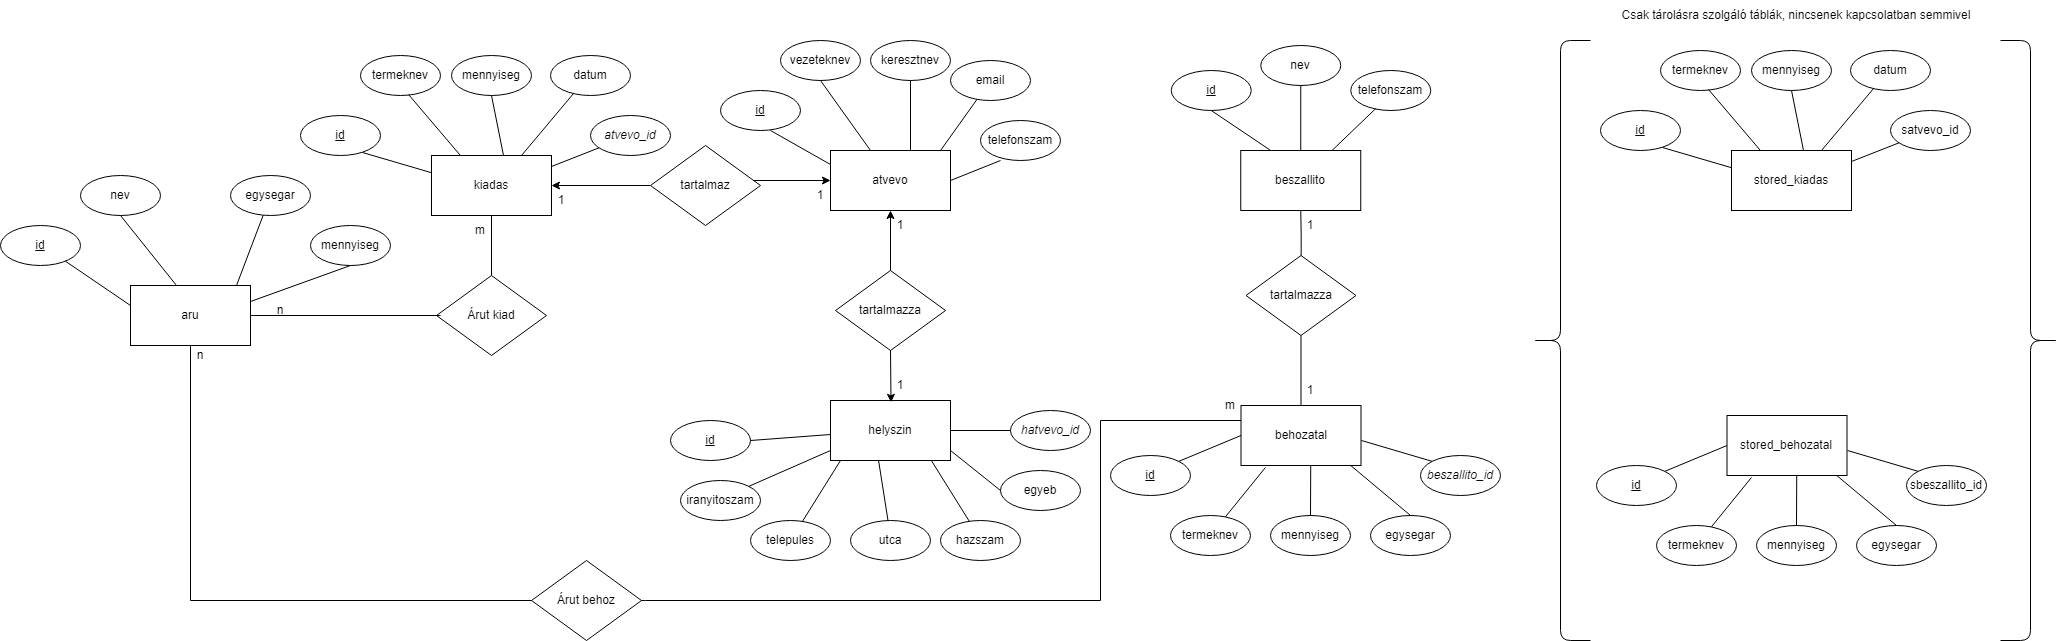 Csak tárolásra szolgáló táblák, nincsenek kapcsolatban semmivel
termeknev
mennyiseg
datum
id
atvevo_id
kiadas
m
1
tartalmaz
1
vezeteknev
keresztnev
email
id
telefonszam
atvevo
1
nev
id
telefonszam
beszallito
1
termeknev
mennyiseg
datum
id
satvevo_id
stored_kiadas
nev
egysegar
id
mennyiseg
aru
n
n
Árut kiad
tartalmazza
1
tartalmazza
1
helyszin
id
hatvevo_id
iranyitoszam
egyeb
telepules
utca
hazszam
m
behozatal
id
beszallito_id
termeknev
mennyiseg
egysegar
stored_behozatal
id
sbeszallito_id
termeknev
mennyiseg
egysegar
Árut behoz